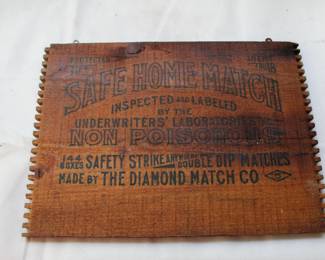 PROTECTED
SAFE HOME MATCH
INSPECTED AND LABELED
BY THE
UNDERWRITERS' LABORATORIES
NON POISONOUS
144 BOXES SAFETY STRIKE ANYWHERE DOUBLE DIP MATCHES
MADE BY THE DIAMOND MATCH CO